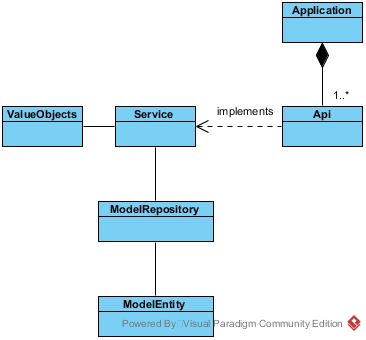 Application
1..*
implements
ValueObjects
Service
Api
ModelRepository
ModelEntity
Powered By Visual Paradigm Community Edition